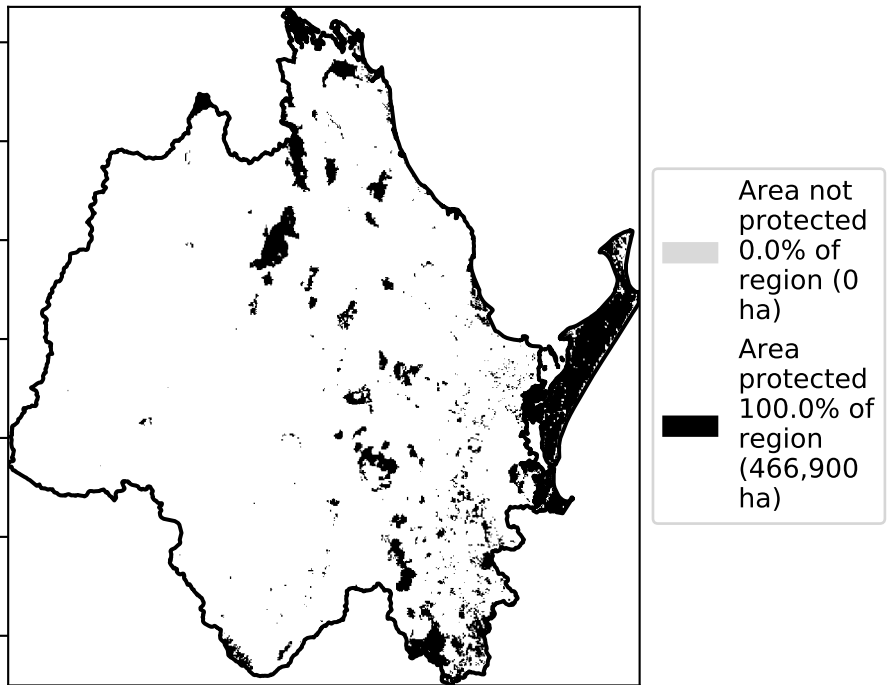 Area not
protected
0.0% of
region (0
ha)
Area
protected
100.0% of
region
(466,900
ha)